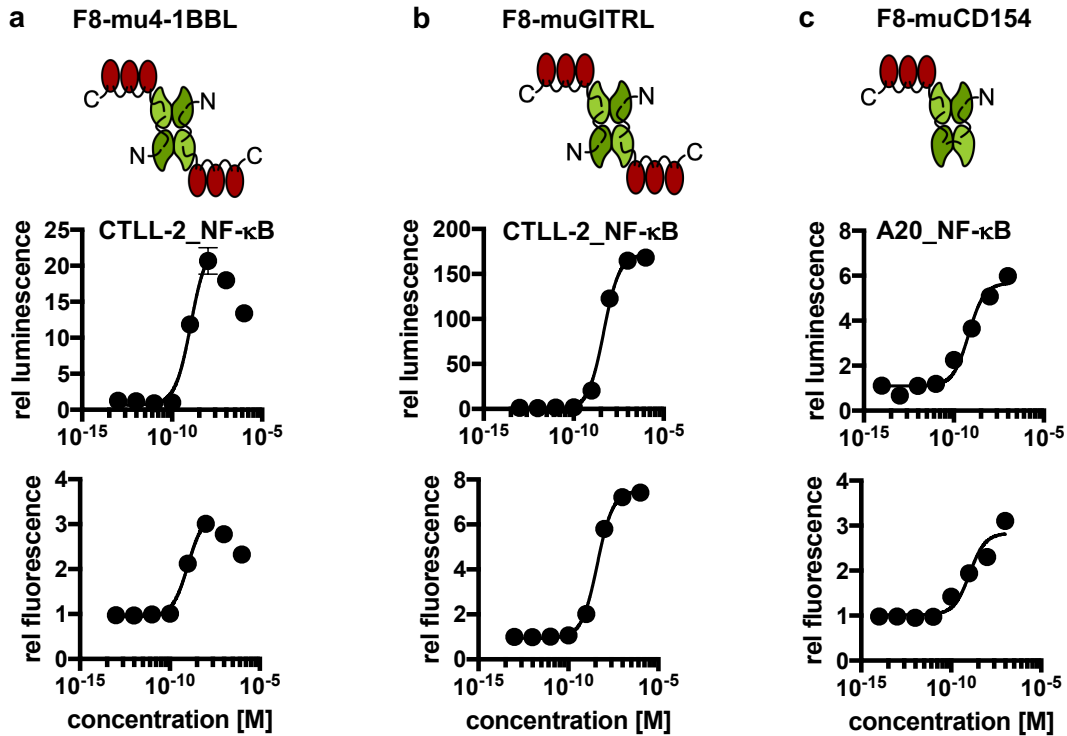 a F8-mu4-1BBL
C N
N C
CTLL-2_NF-κB
rel luminescence
25
20
15
10
5
0
10-15 10-10 10-5
rel fluorescence
4
3
2
1
0
10-15 10-10 10-5
concentration [M]
b F8-muGITRL
C N
N C
CTLL-2_NF-κB
rel luminescence
200
150
100
50
0
10-15 10-10 10-5
rel fluorescence
8
6
4
2
0
10-15 10-10 10-5
concentration [M]
c F8-muCD154
A20_NF-κB
rel luminescence
8
6
4
2
0
10-15 10-10 10-5
rel fluorescence
4
3
2
1
0
10-15 10-10 10-5
concentration [M]